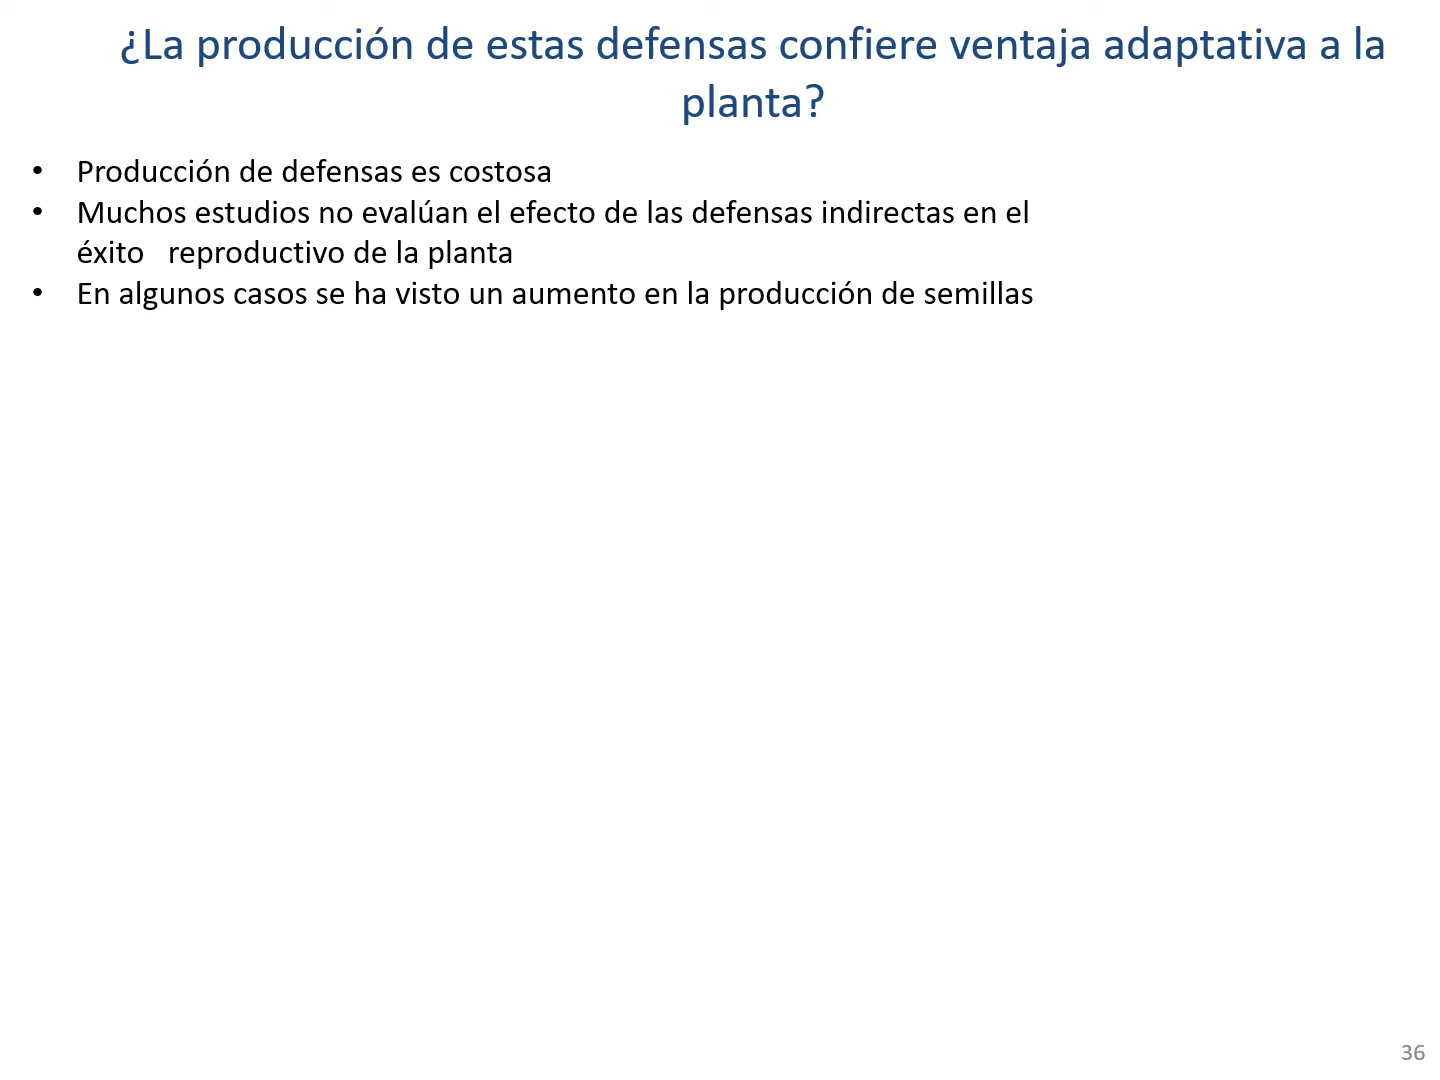 ¿La producción de estas defensas confiere ventaja adaptativa a la
planta?
• Producción de defensas es costosa
• Muchos estudios no evalúan el efecto de las defensas indirectas en el
éxito   reproductivo de la planta
• En algunos casos se ha visto un aumento en la producción de semillas
36